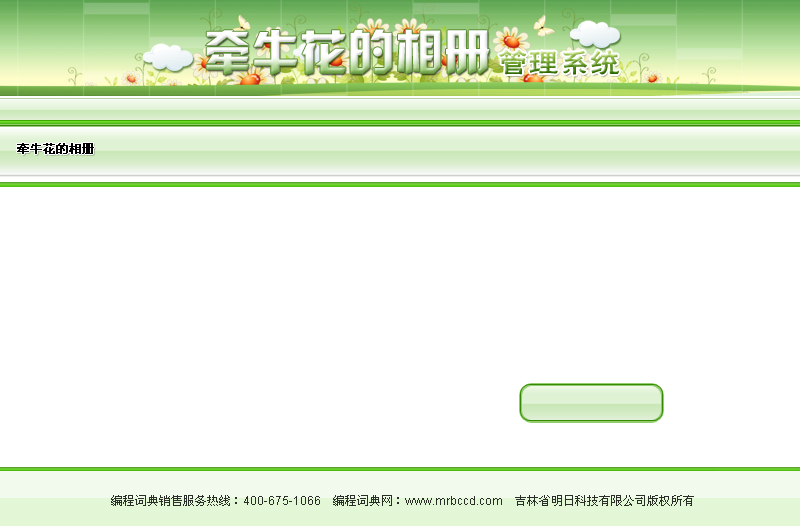 牵牛花的相册 管理系统
牵牛花的相册
编程词典销售服务热线：400-675-1066 编程词典网：www.mrbccd.com 吉林省明日科技有限公司版权所有